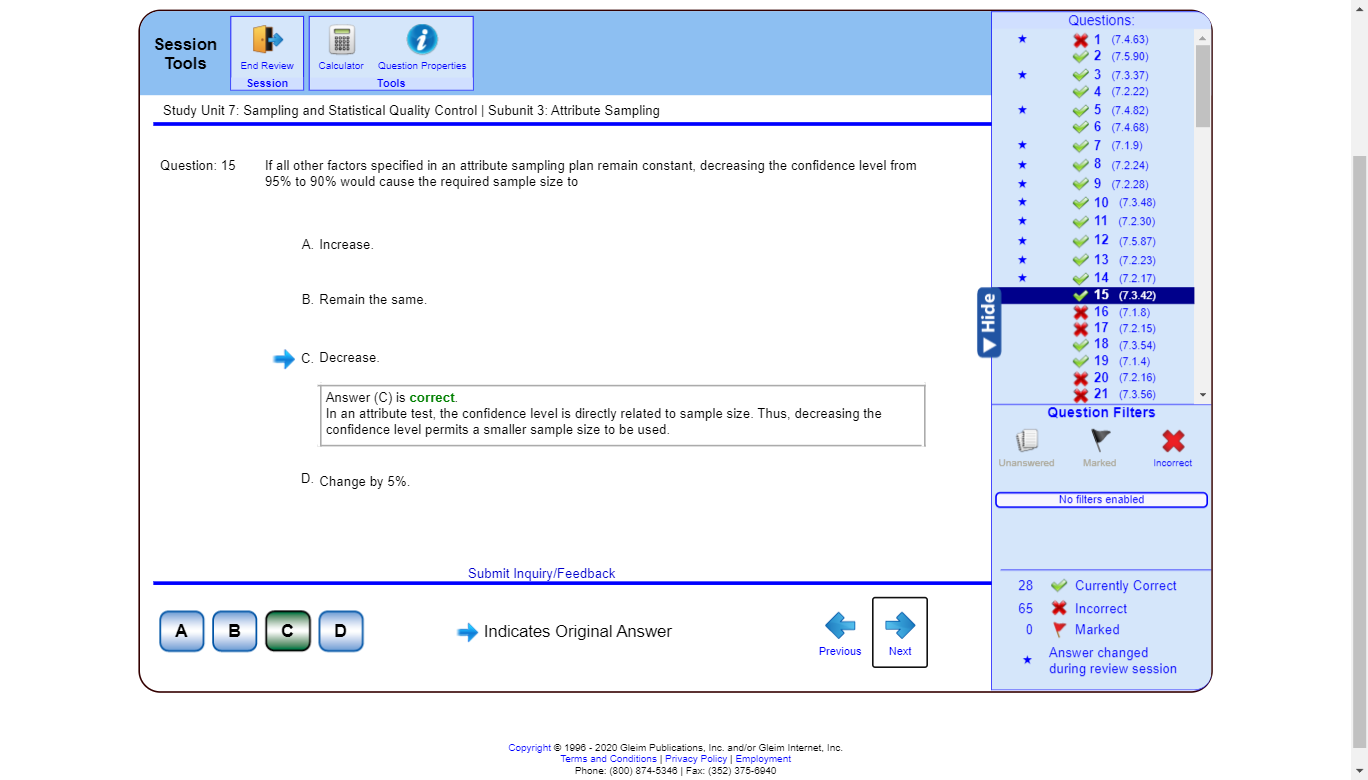 Session
Tools
End Review
Session
Calculator
Question Properties
Tools
Study Unit 7: Sampling and Statistical Quality Control | Subunit 3: Attribute Sampling
Question: 15
If all other factors specified in an attribute sampling plan remain constant, decreasing the confidence level from
95% to 90% would cause the required sample size to
A. Increase.
B. Remain the same.
C. Decrease.
Answer (C) is correct.
In an attribute test, the confidence level is directly related to sample size. Thus, decreasing the
confidence level permits a smaller sample size to be used.
D. Change by 5%.
Submit Inquiry/Feedback
A
B
C
D
Indicates Original Answer
Previous
Next
Hide
Questions:
1 (7.4.63)
2 (7.5.90)
3 (7.3.37)
4 (7.2.22)
5 (7.4.82)
6 (7.4.68)
7 (7.1.9)
8 (7.2.24)
9 (7.2.28)
10 (7.3.48)
11 (7.2.30)
12 (7.5.87)
13 (7.2.23)
14 (7.2.17)
15 (7.3.42)
16 (7.1.8)
17 (7.2.15)
18 (7.3.54)
19 (7.1.4)
20 (7.2.16)
21 (7.3.56)
Question Filters
Unanswered
Marked
Incorrect
No filters enabled
28 Currently Correct
65 Incorrect
0 Marked
Answer changed
during review session
Copyright © 1996 - 2020 Gleim Publications, Inc. and/or Gleim Internet, Inc.
Terms and Conditions | Privacy Policy | Employment
Phone: (800) 874-5346 | Fax: (352) 375-6940